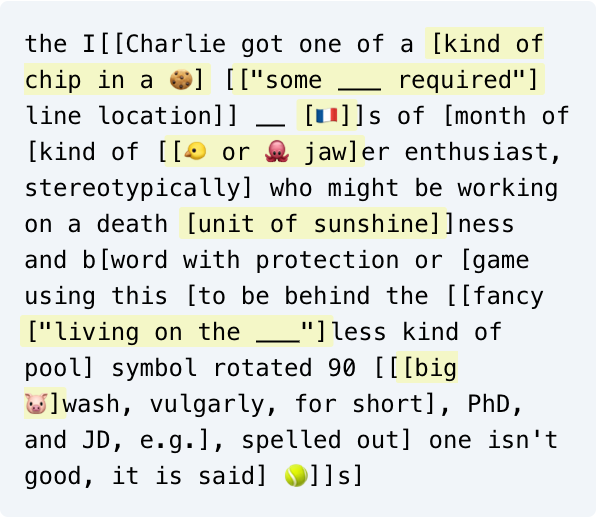 the I[[Charlie got one of a [kind of
chip in a 🍪] [["some ___ required"]
line location]] __ [🇫🇷]]s of [month of
[kind of [[🐤 or 🐙 jaw]er enthusiast,
stereotypically] who might be working
on a death [unit of sunshine]]ness
and b[word with protection or [game
using this [to be behind the [[fancy
["living on the ___"]less kind of
pool] symbol rotated 90 [[[big
🐷]wash, vulgarly, for short], PhD,
and JD, e.g.], spelled out] one isn't
good, it is said] 🎾]]s]